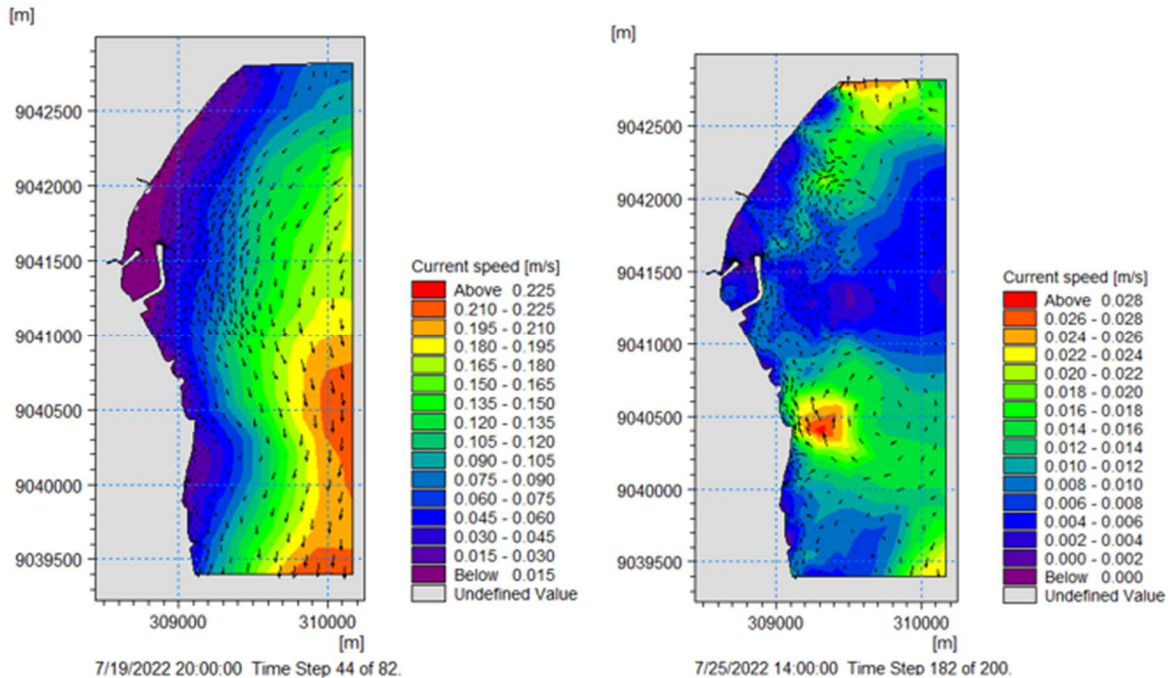 [m]
9042500
9042000
9041500
9041000
9040500
9040000
9039500
309000 310000
[m]
7/19/2022 20:00:00 Time Step 44 of 82.
Current speed [m/s]
Above 0.225
0.210 - 0.225
0.195 - 0.210
0.180 - 0.195
0.165 - 0.180
0.150 - 0.165
0.135 - 0.150
0.120 - 0.135
0.105 - 0.120
0.090 - 0.105
0.075 - 0.090
0.060 - 0.075
0.045 - 0.060
0.030 - 0.045
0.015 - 0.030
Below 0.015
Undefined Value
[m]
9042500
9042000
9041500
9041000
9040500
9040000
9039500
309000 310000
[m]
7/25/2022 14:00:00 Time Step 182 of 200.
Current speed [m/s]
Above 0.028
0.026 - 0.028
0.024 - 0.026
0.022 - 0.024
0.020 - 0.022
0.018 - 0.020
0.016 - 0.018
0.014 - 0.016
0.012 - 0.014
0.010 - 0.012
0.008 - 0.010
0.006 - 0.008
0.004 - 0.006
0.002 - 0.004
0.000 - 0.002
Below 0.000
Undefined Value